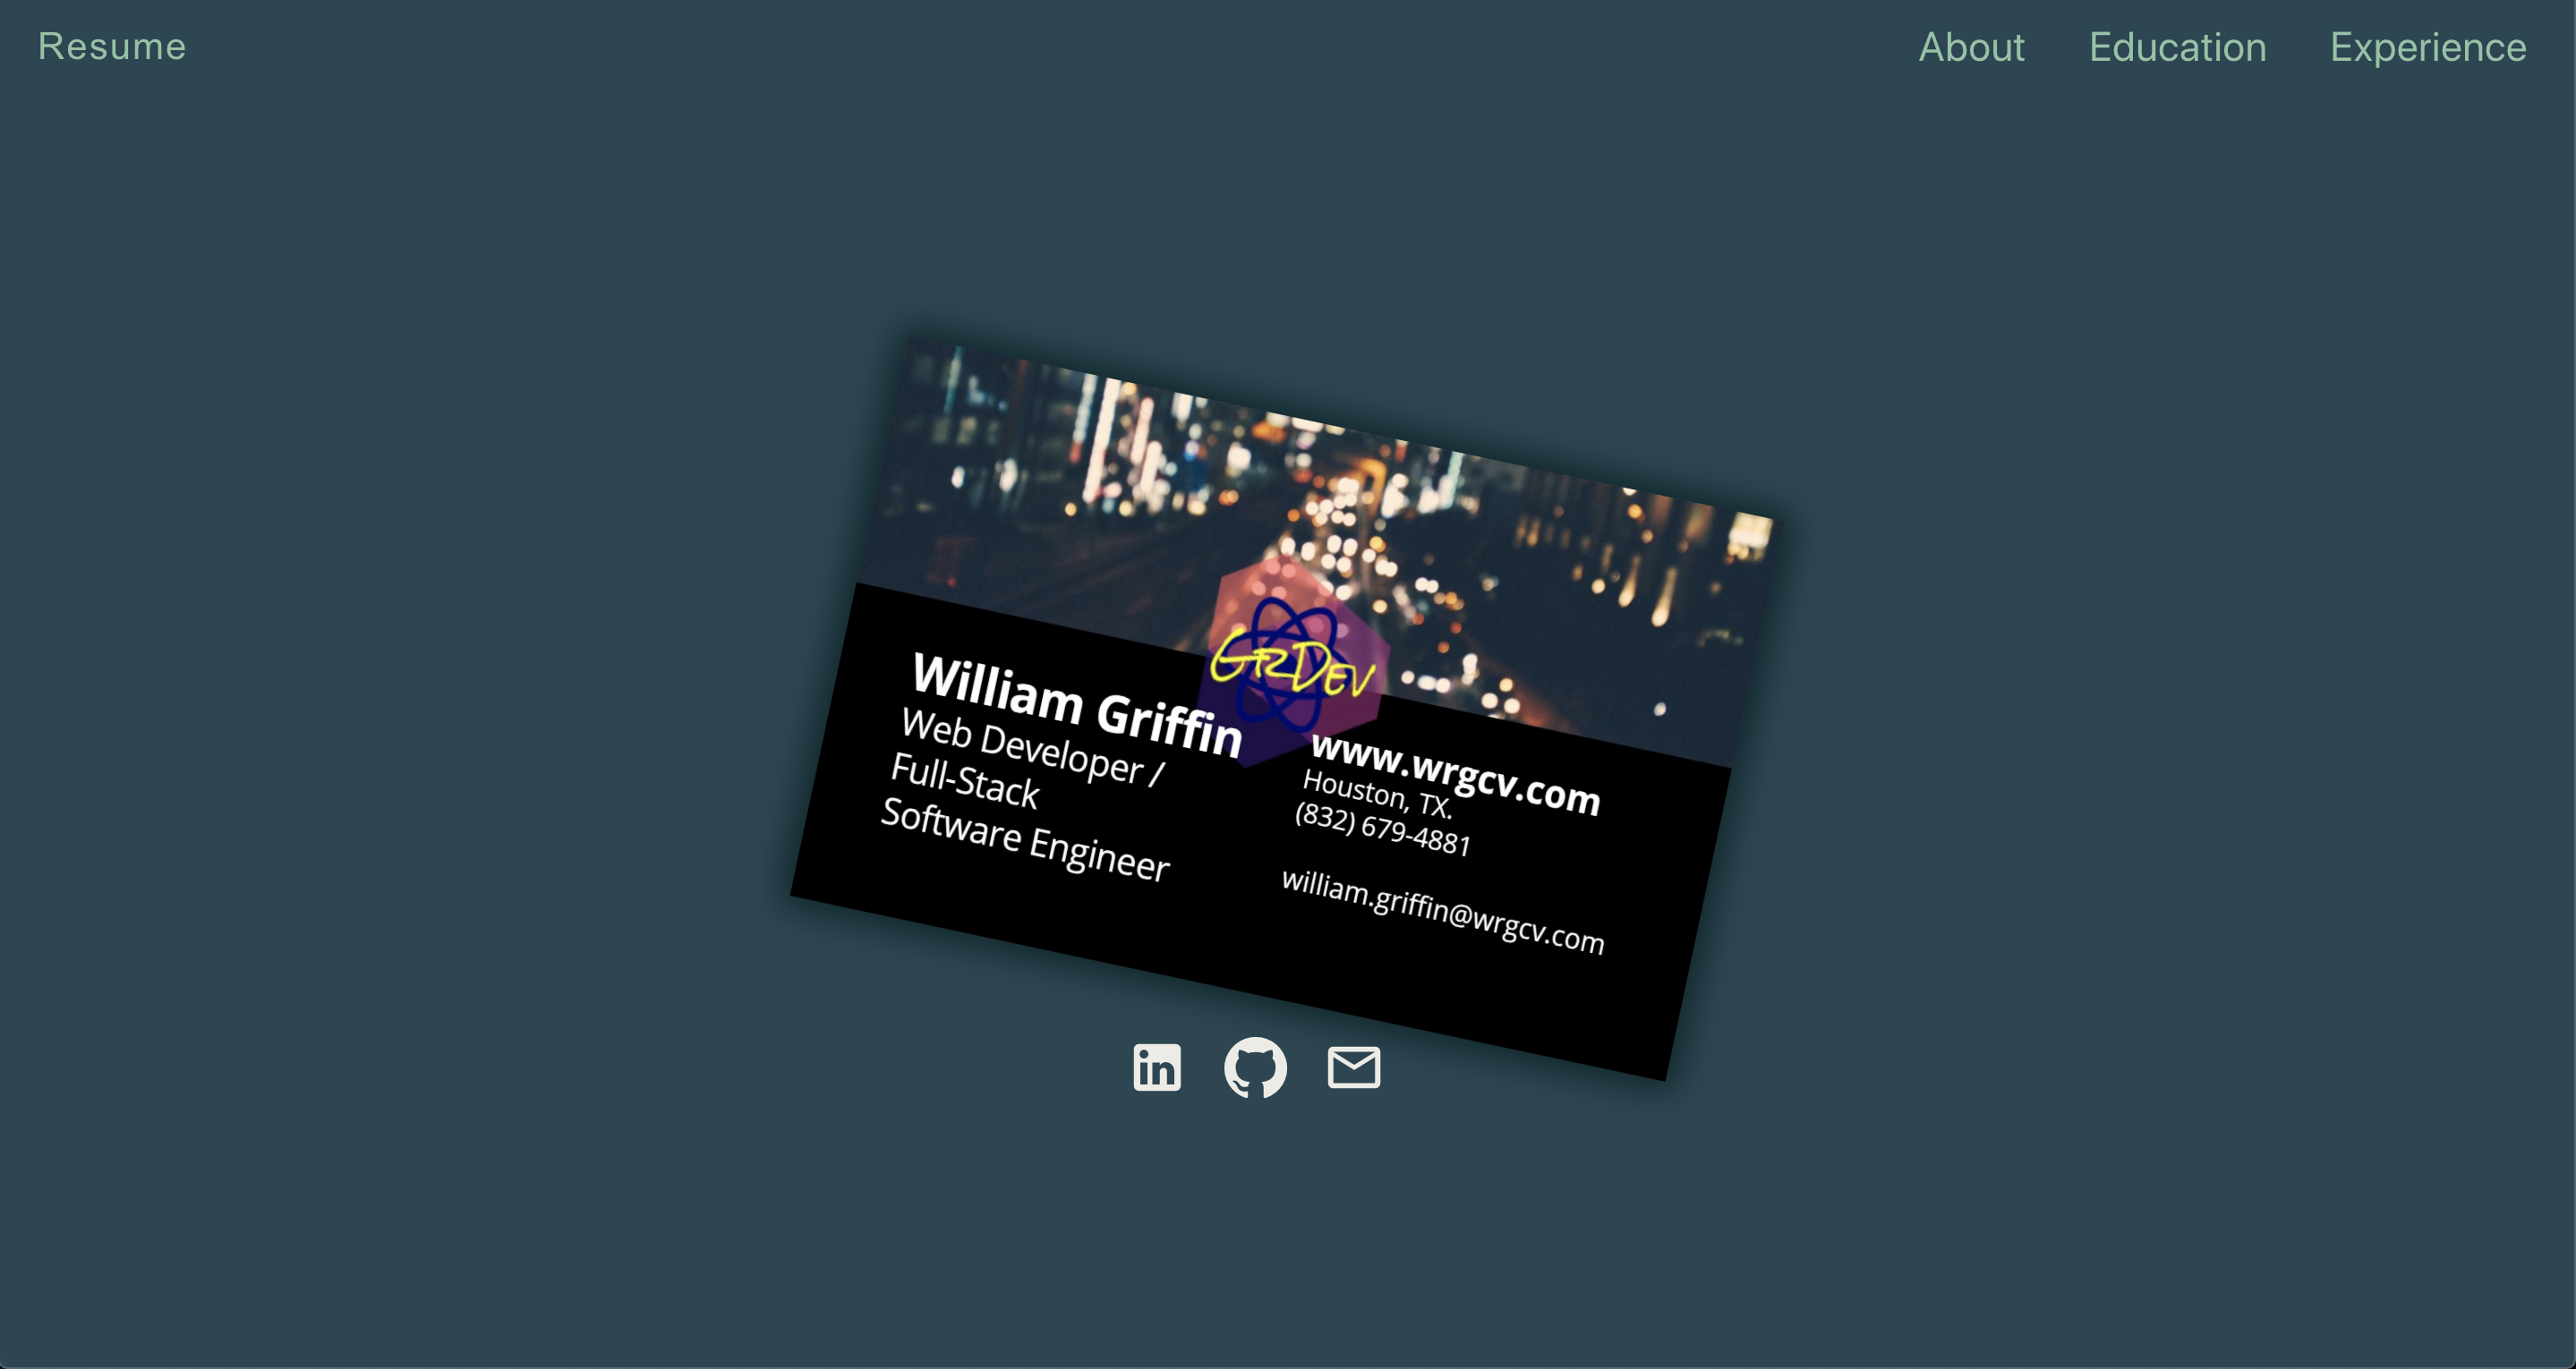 Resume
About
Education
Experience
GRDEV
William Griffin
Web Developer /
Full-Stack
Software Engineer
www.wrgcv.com
Houston, TX.
(832) 679-4881
william.griffin@wrgcv.com
in